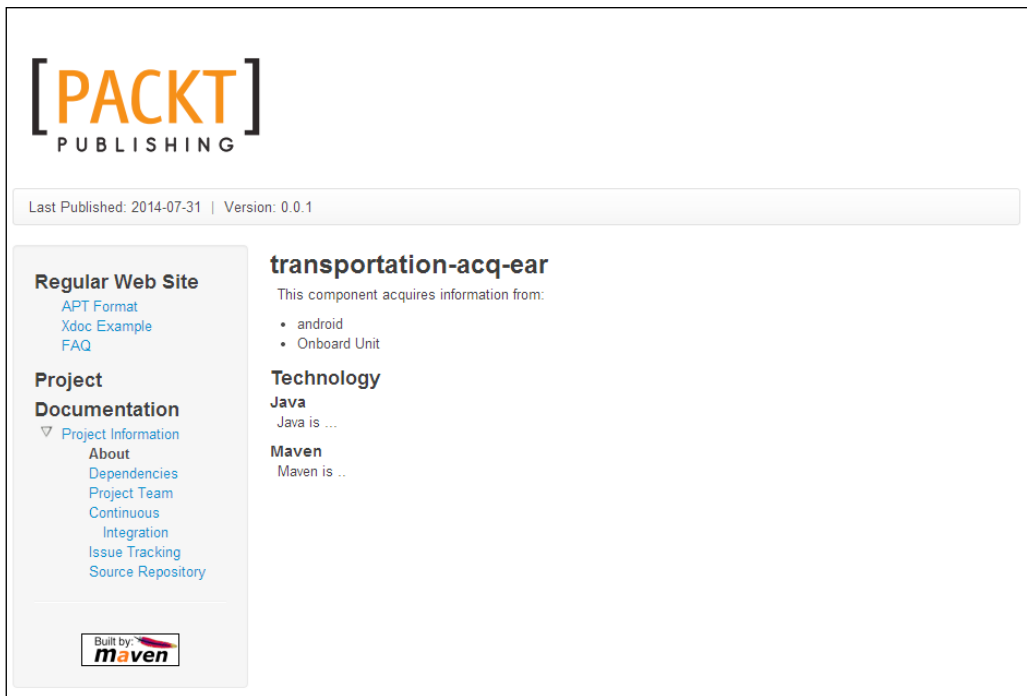 [PACKT]
PUBLISHING
Last Published: 2014-07-31 | Version: 0.0.1
Regular Web Site
APT Format
Xdoc Example
FAQ
Project
Documentation
Project Information
About
Dependencies
Project Team
Continuous
Integration
Issue Tracking
Source Repository
Built by:
maven
transportation-acq-ear
This component acquires information from:
• android
• Onboard Unit
Technology
Java
Java is ...
Maven
Maven is ..